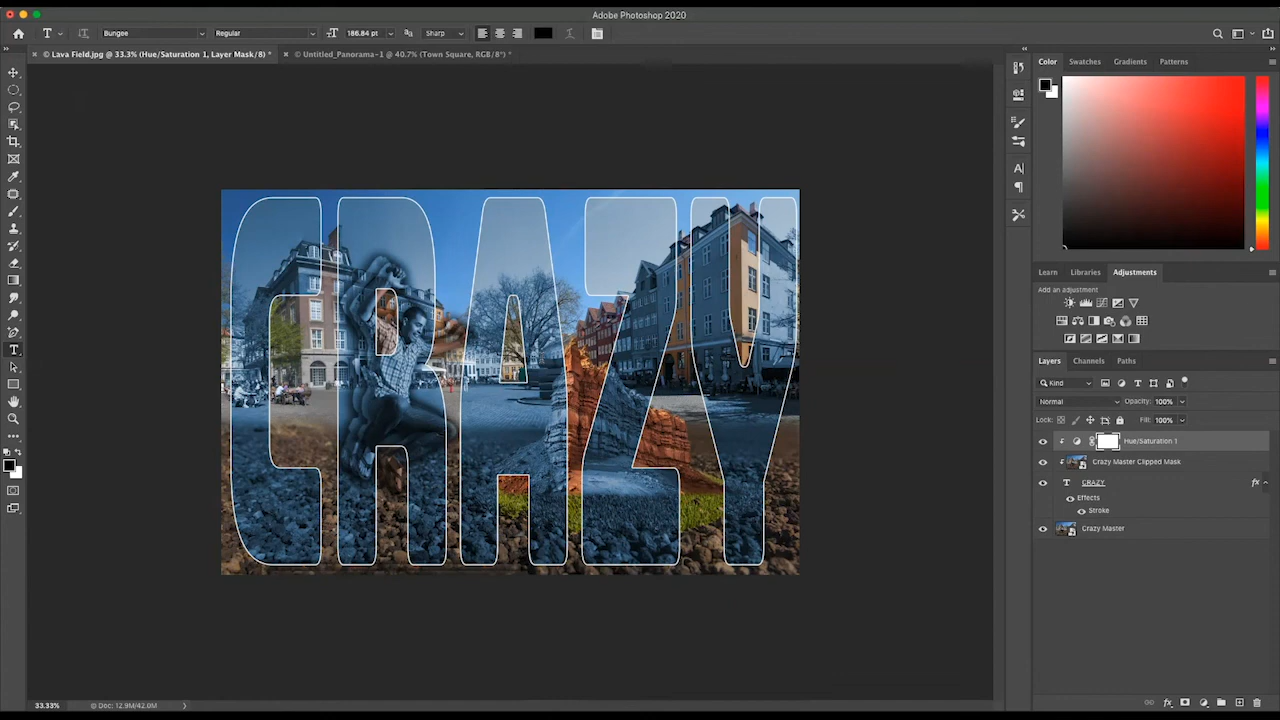 Adobe Photoshop 2020
Bungee
Regular
186.84 pt
Sharp
© Lava Field.jpg @ 33.3% (Hue/Saturation 1, Layer Mask/8) *
© Untitled_Panorama-1 @ 40.7% (Town Square, RGB/8*) *
Color
Swatches
Gradients
Patterns
CRAZY
Learn
Libraries
Adjustments
Add an adjustment
Layers
Channels
Paths
Kind
Normal
Opacity: 100%
Lock:
Fill: 100%
Hue/Saturation 1
Crazy Master Clipped Mask
T CRAZY fx
Effects
Stroke
Crazy Master
33.33%
Doc: 12.9M/42.0M